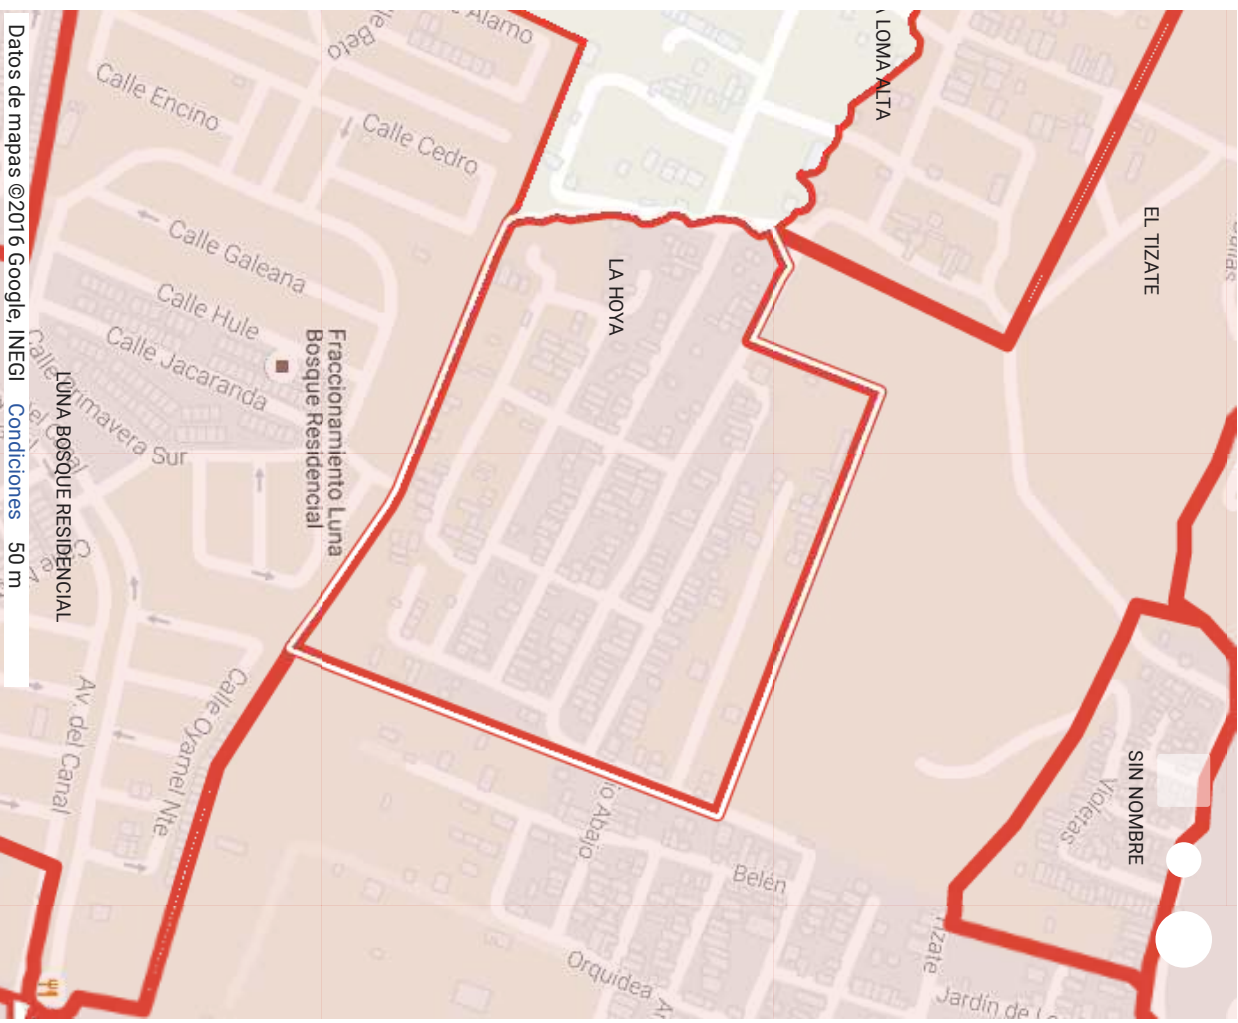 Alamo
Calle Encino
Calle Cedro
LOMA ALTA
EL TIZATE
Calle Galeana
LA HOYA
Calle Hule
Calle Jacaranda
Fraccionamiento Luna
Bosque Residencial
Calle Primavera Sur
LUNA BOSQUE RESIDENCIAL
Calle Oyamel Nte
Av. del Canal
SIN NOMBRE
Violetas
Abajo
Belén
Orquidea
Jardín de
Datos de mapas ©2016 Google, INEGI Condiciones 50 m